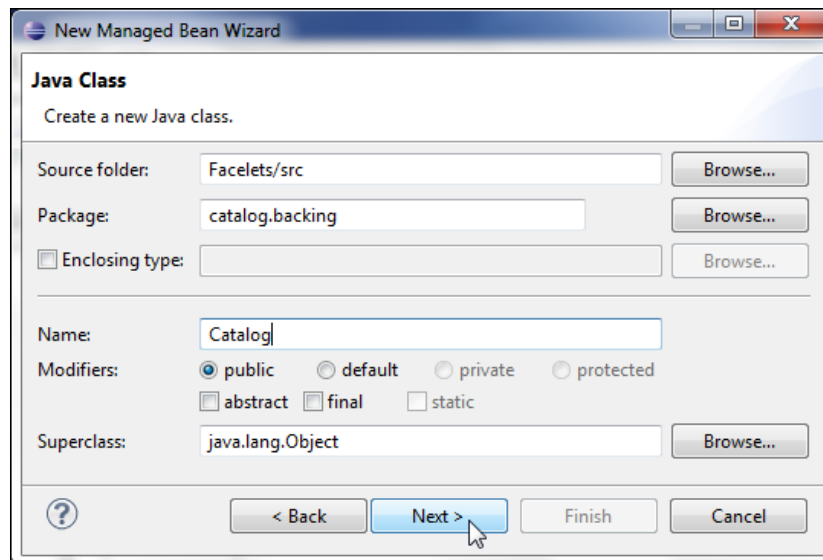 New Managed Bean Wizard
Java Class
Create a new Java class.
Source folder: Facelets/src Browse...
Package: catalog.backing Browse...
Enclosing type: Browse...
Name: Catalog
Modifiers: public default private protected
abstract final static
Superclass: java.lang.Object Browse...
? < Back Next > Finish Cancel